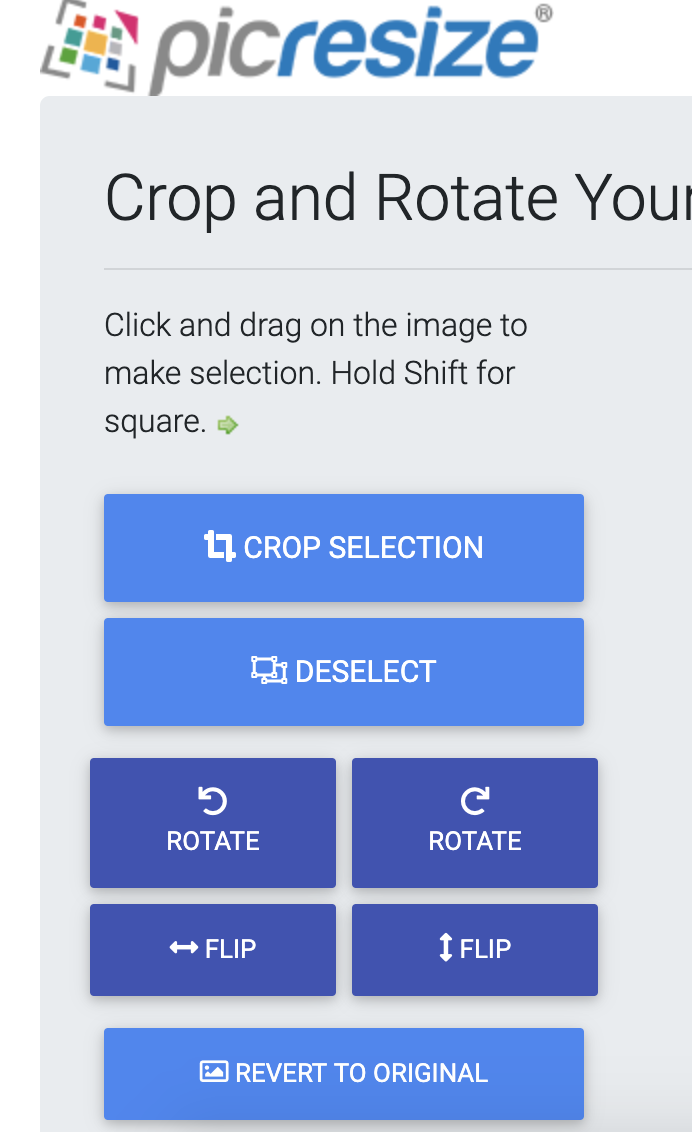 picresize®
Crop and Rotate Your
Click and drag on the image to
make selection. Hold Shift for
square.
CROP SELECTION
DESELECT
ROTATE
ROTATE
FLIP
FLIP
REVERT TO ORIGINAL